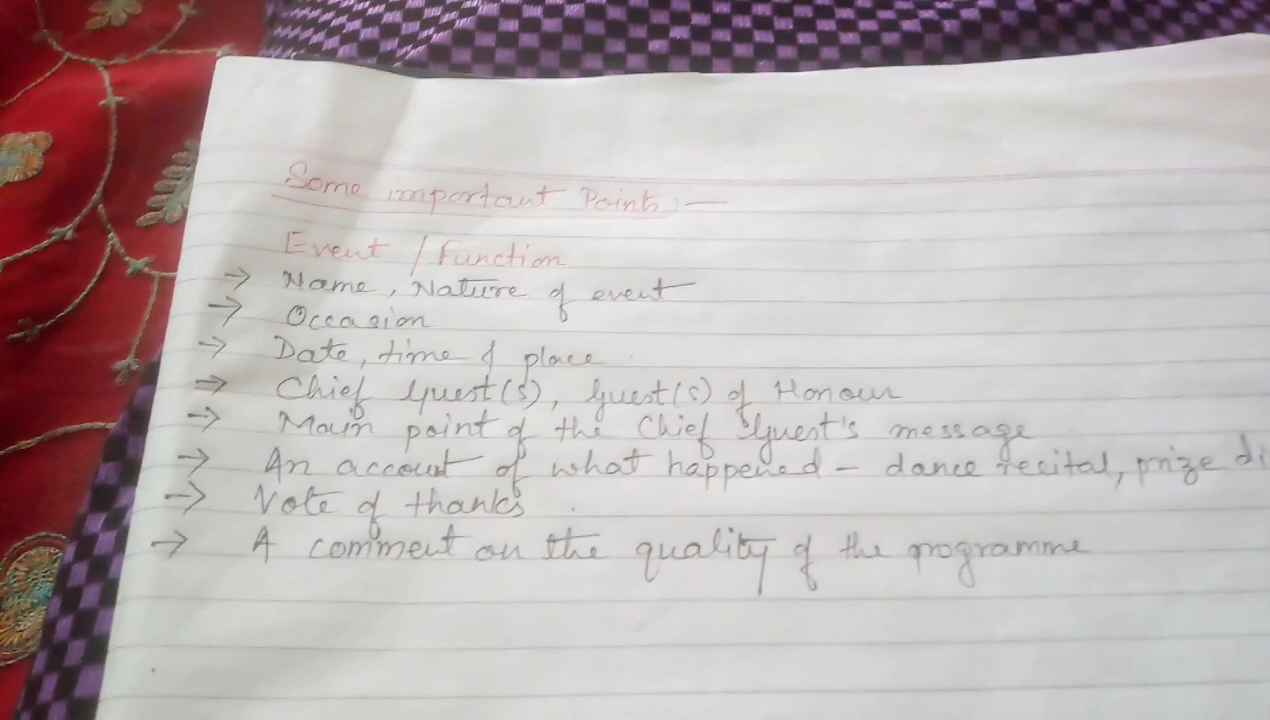 Some important Points :—
Event / Function
→ Name, Nature of event
→ Occasion
→ Date, time & place
→ Chief Guest(s), Guest(s) of Honour
→ Main point of the Chief Guest's message
→ An account of what happened – dance recital, prize di
→ Vote of thanks
→ A comment on the quality of the programme